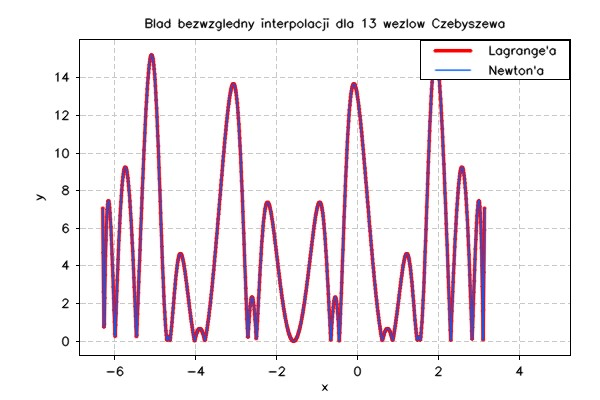 Blad bezwzgledny interpolacji dla 13 wezlow Czebyszewa
Lagrange'a
Newton'a
14
12
10
8
6
4
2
0
y
−6 −4 −2 0 2 4
x